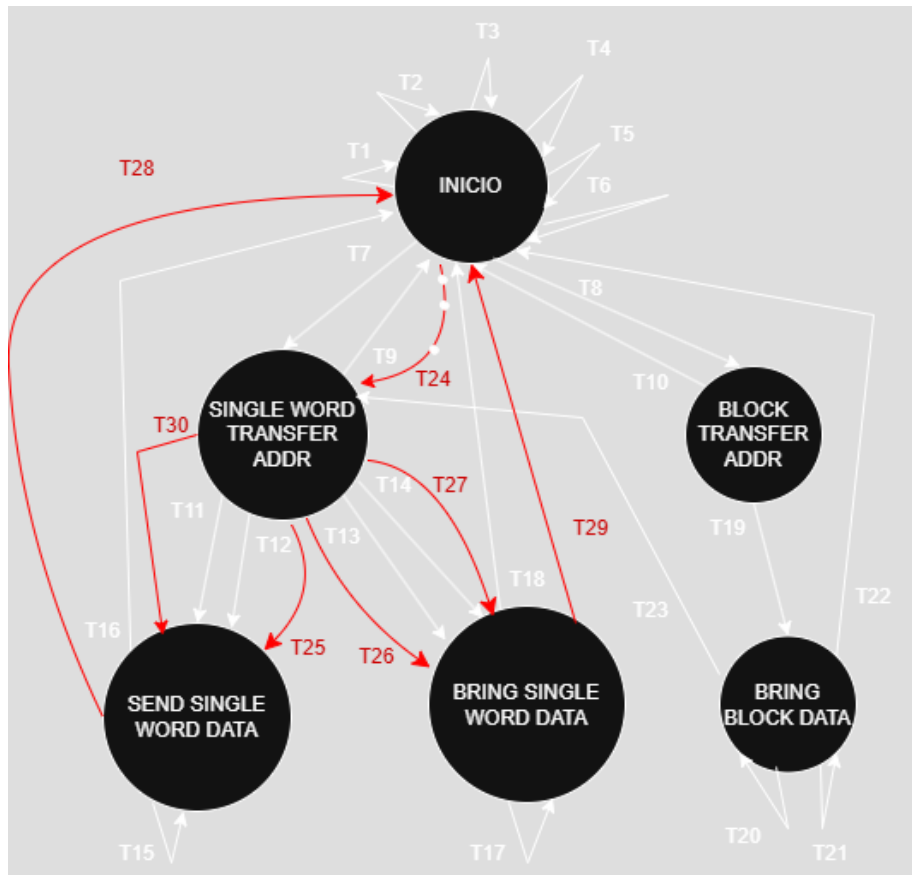 T3
T4
T2
T5
T1
T28
INICIO
T6
T7
T8
T9
T24
T10
SINGLE WORD
TRANSFER
ADDR
BLOCK
TRANSFER
ADDR
T30
T14
T27
T11
T12
T13
T29
T19
T18
T22
T23
T16
T25
T26
SEND SINGLE
WORD DATA
BRING SINGLE
WORD DATA
BRING
BLOCK DATA
T15
T17
T20
T21